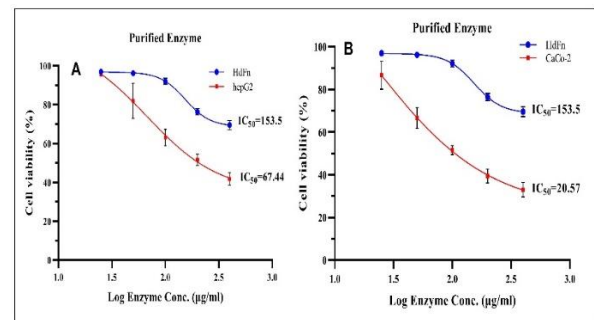 Purified Enzyme
A
HdFn
hepG2
IC50=153.5
IC50=67.44
Cell viability (%)
100
80
60
40
20
0
1.0
1.5
2.0
2.5
3.0
Log Enzyme Conc. (µg/ml)
Purified Enzyme
B
HdFn
CaCo-2
IC50=153.5
IC50=20.57
Cell viability (%)
100
80
60
40
20
0
1.0
1.5
2.0
2.5
3.0
Log Enzyme Conc. (µg/ml)